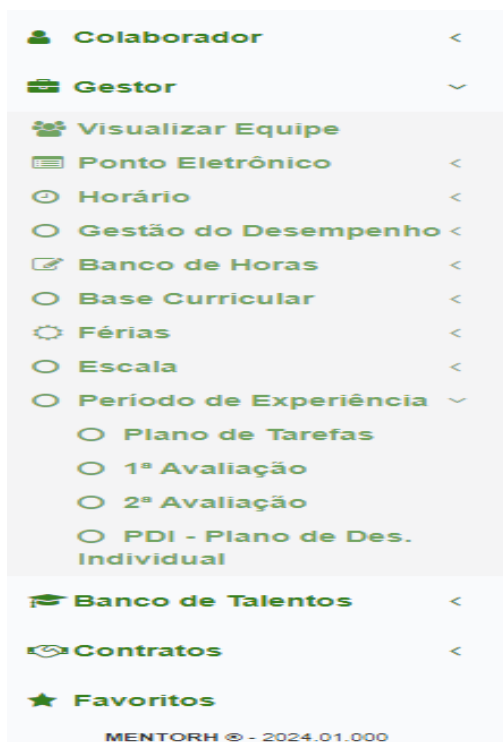 Colaborador
Gestor
Visualizar Equipe
Ponto Eletrônico
Horário
Gestão do Desempenho
Banco de Horas
Base Curricular
Férias
Escala
Período de Experiência
Plano de Tarefas
1ª Avaliação
2ª Avaliação
PDI - Plano de Des.
Individual
Banco de Talentos
Contratos
Favoritos
MENTORH ® - 2024.01.000